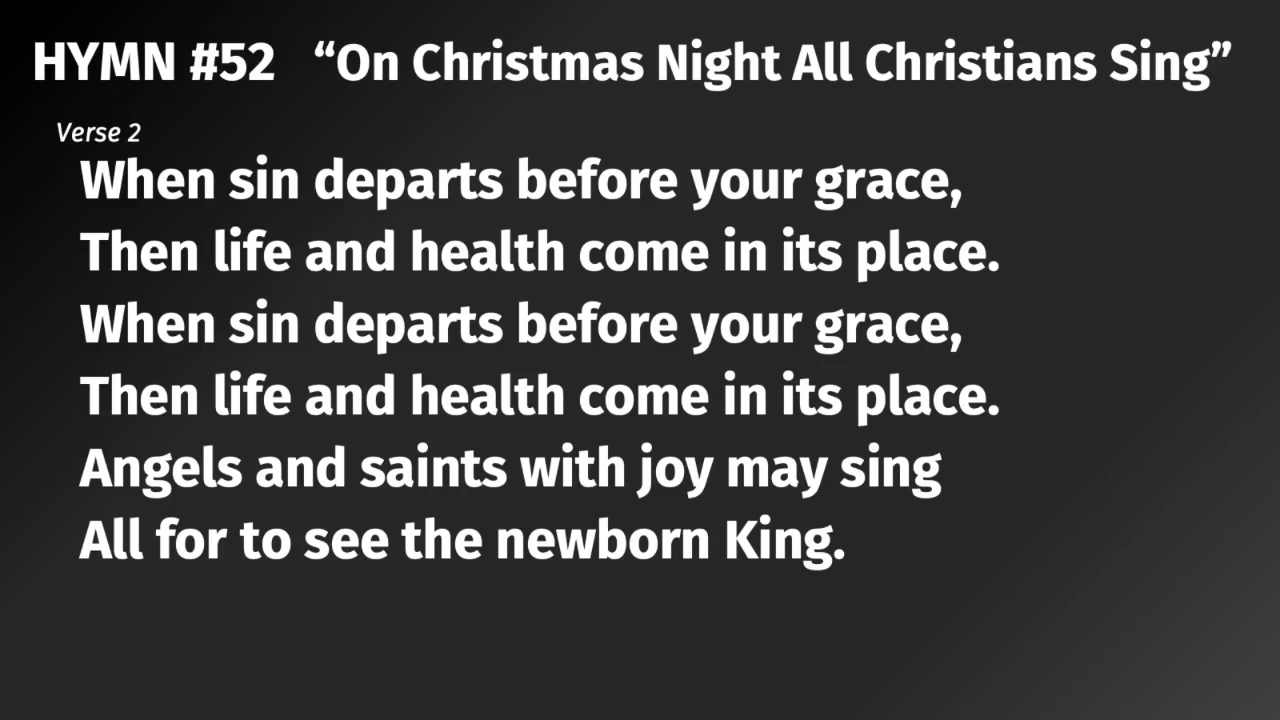 HYMN #52 “On Christmas Night All Christians Sing”
Verse 2
When sin departs before your grace,
Then life and health come in its place.
When sin departs before your grace,
Then life and health come in its place.
Angels and saints with joy may sing
All for to see the newborn King.